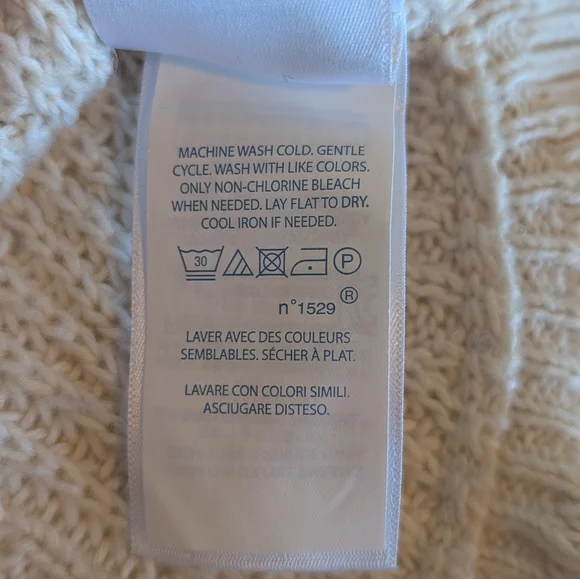 MACHINE WASH COLD. GENTLE
CYCLE. WASH WITH LIKE COLORS.
ONLY NON-CHLORINE BLEACH
WHEN NEEDED. LAY FLAT TO DRY.
COOL IRON IF NEEDED.
30 P
n°1529 ®
LAVER AVEC DES COULEURS
SEMBLABLES. SÉCHER À PLAT.
LAVARE CON COLORI SIMILI.
ASCIUGARE DISTESO.